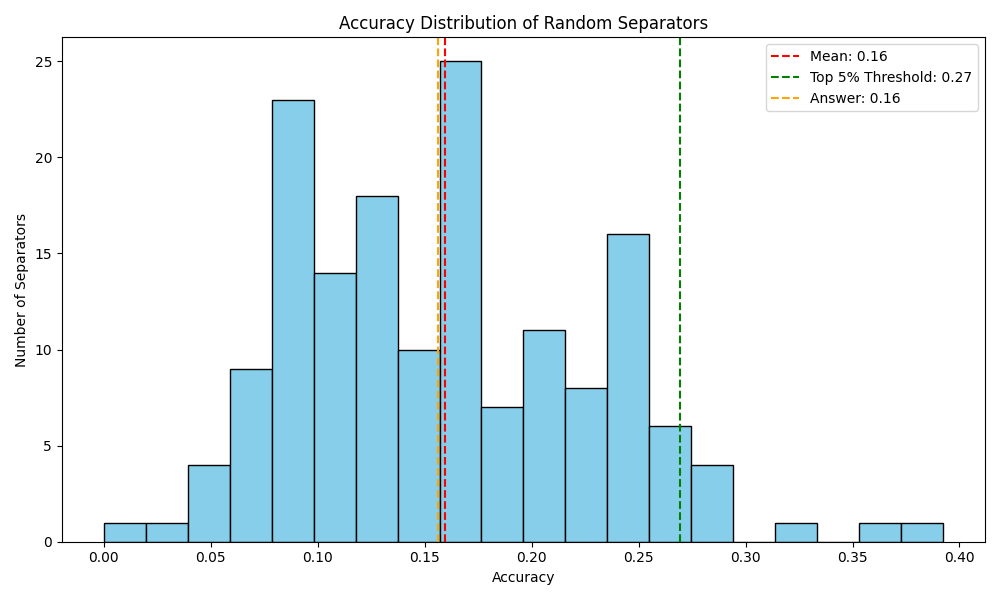 Accuracy Distribution of Random Separators
Mean: 0.16
Top 5% Threshold: 0.27
Answer: 0.16
Number of Separators
25
20
15
10
5
0
0.00 0.05 0.10 0.15 0.20 0.25 0.30 0.35 0.40
Accuracy